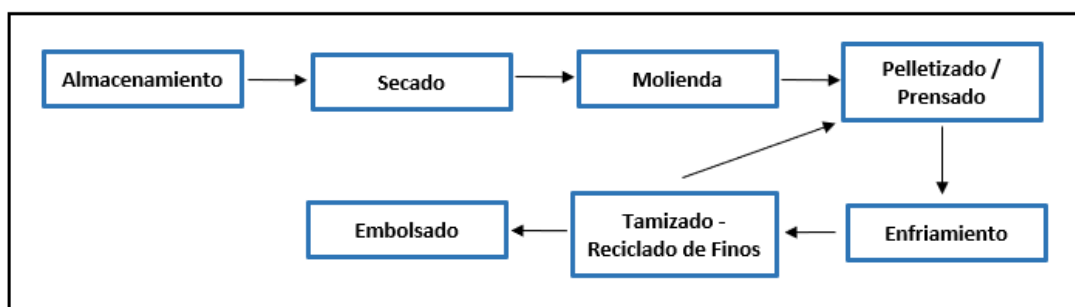 Almacenamiento
Secado
Molienda
Pelletizado /
Prensado
Embolsado
Tamizado -
Reciclado de Finos
Enfriamiento